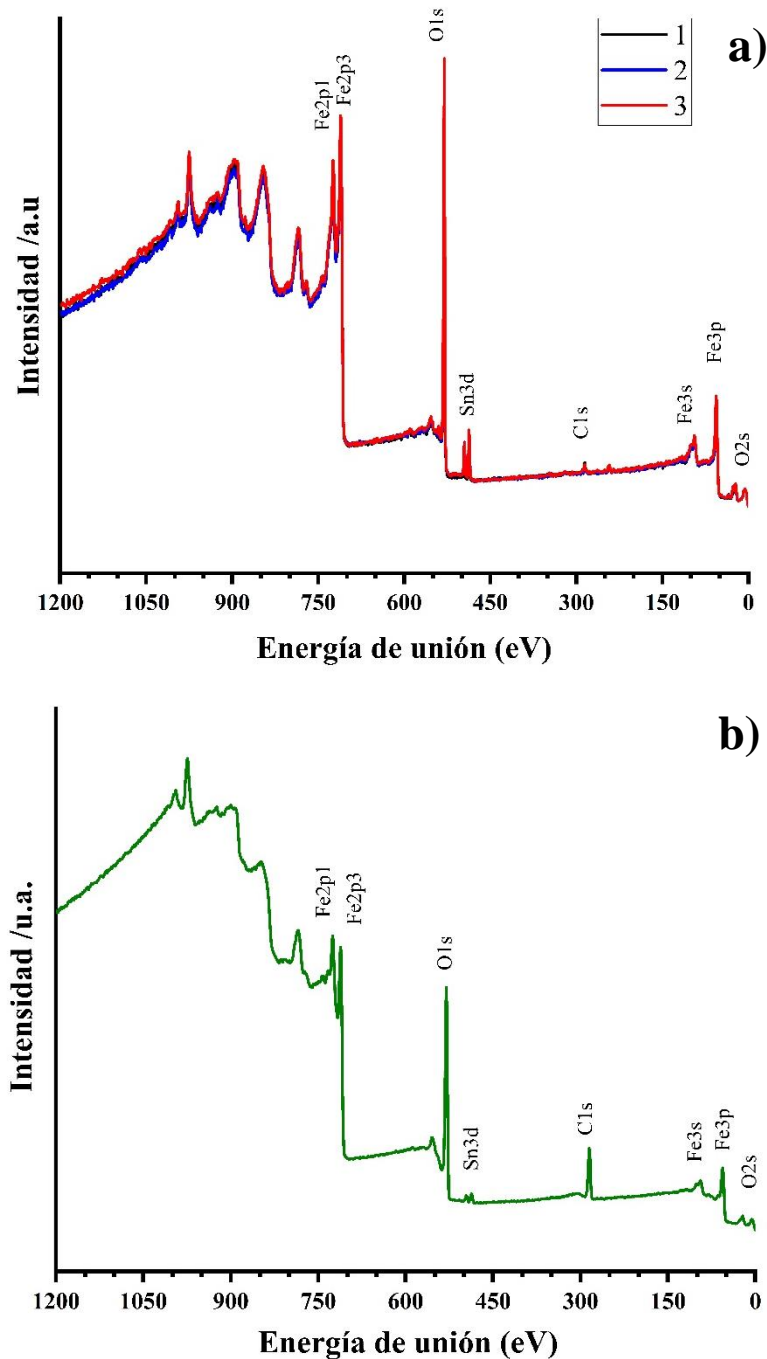 a)
1
2
3
O1s
Fe2p1
Fe2p3
Sn3d
C1s
Fe3s
Fe3p
O2s
Intensidad /a.u
1200 1050 900 750 600 450 300 150 0
Energía de unión (eV)
b)
Fe2p1
Fe2p3
O1s
Sn3d
C1s
Fe3s
Fe3p
O2s
Intensidad /u.a.
1200 1050 900 750 600 450 300 150 0
Energía de unión (eV)